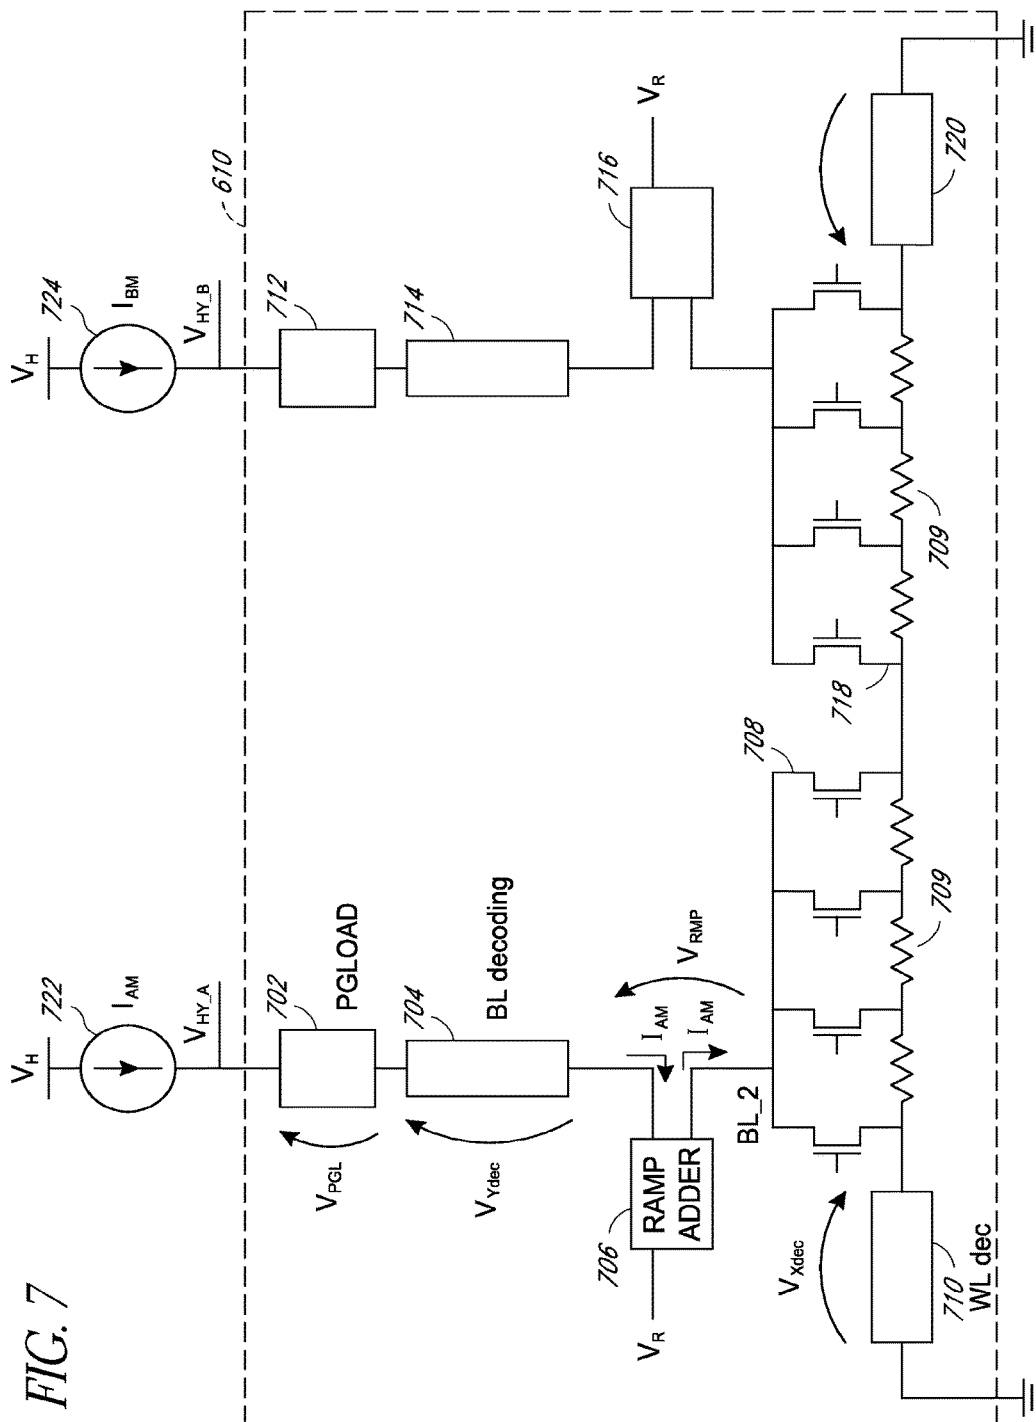 FIG. 7
V_H
722
I_AM
V_HY_A
702
PGLOAD
V_PGL
704
BL decoding
V_Ydec
706
RAMP
ADDER
V_R
I_AM
I_AM
V_RMP
BL_2
708
709
V_Xdec
710
WL dec
V_H
724
I_BM
V_HY_B
610
712
714
716
V_R
718
709
720